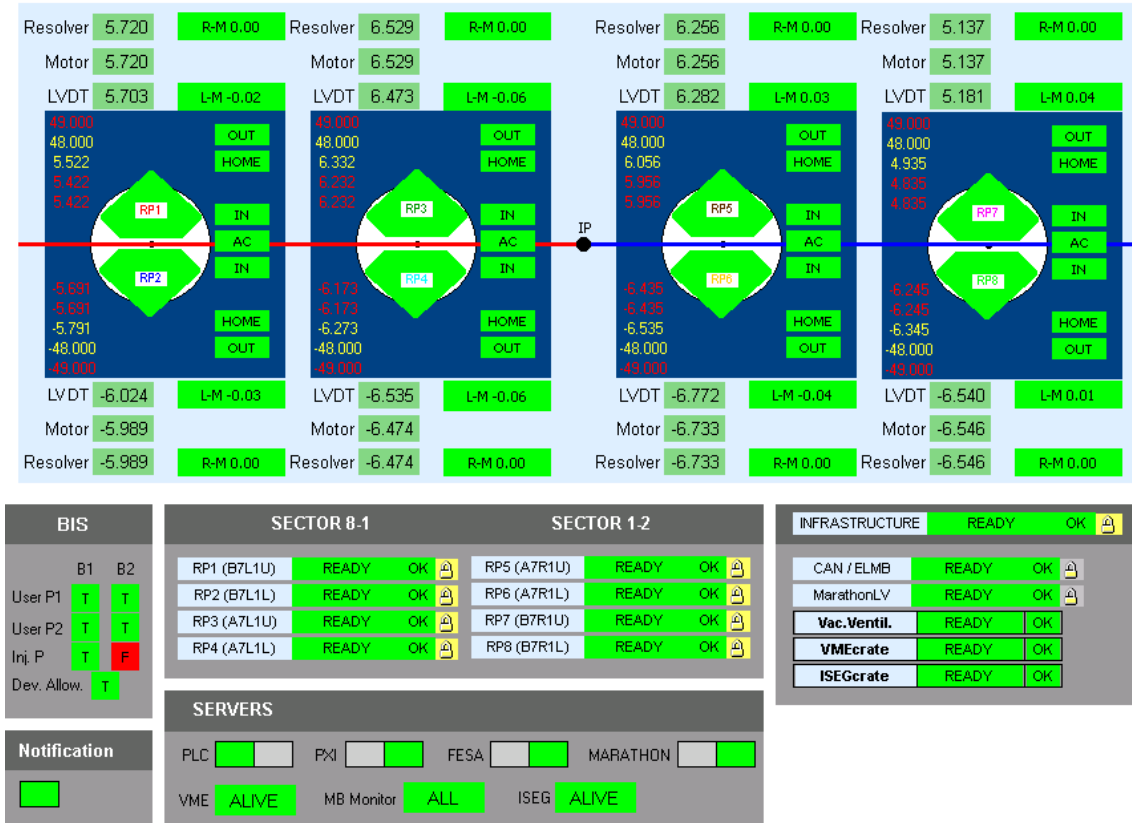 Resolver 5.720 R-M 0.00 Resolver 6.529 R-M 0.00 Resolver 6.256 R-M 0.00 Resolver 5.137 R-M 0.00
Motor 5.720 Motor 6.529 Motor 6.256 Motor 5.137
LVDT 5.703 L-M -0.02 LVDT 6.473 L-M -0.06 LVDT 6.282 L-M 0.03 LVDT 5.181 L-M 0.04
49.000 49.000 49.000 49.000
48.000 OUT 48.000 OUT 48.000 OUT 48.000 OUT
5.522 HOME 6.332 HOME 6.056 HOME 4.935 HOME
5.422 6.232 5.956 4.835
5.422 6.232 5.956 4.835
RP1 IN RP3 IN RP5 IN RP7 IN
AC AC IP AC AC
RP2 IN RP4 IN RP6 IN RP8 IN
-5.691 -6.173 -6.435 -6.245
-5.691 -6.173 -6.435 -6.245
-5.791 HOME -6.273 HOME -6.535 HOME -6.345 HOME
-48.000 OUT -48.000 OUT -48.000 OUT -48.000 OUT
-49.000 -49.000 -49.000 -49.000
LVDT -6.024 L-M -0.03 LVDT -6.535 L-M -0.06 LVDT -6.772 L-M -0.04 LVDT -6.540 L-M 0.01
Motor -5.989 Motor -6.474 Motor -6.733 Motor -6.546
Resolver -5.989 R-M 0.00 Resolver -6.474 R-M 0.00 Resolver -6.733 R-M 0.00 Resolver -6.546 R-M 0.00
BIS
B1 B2
User P1 T T
User P2 T T
Inj. P T F
Dev. Allow. T
Notification
SECTOR 8-1 SECTOR 1-2
RP1 (B7L1U) READY OK RP5 (A7R1U) READY OK
RP2 (B7L1L) READY OK RP6 (A7R1L) READY OK
RP3 (A7L1U) READY OK RP7 (B7R1U) READY OK
RP4 (A7L1L) READY OK RP8 (B7R1L) READY OK
SERVERS
PLC PXI FESA MARATHON
VME ALIVE MB Monitor ALL ISEG ALIVE
INFRASTRUCTURE READY OK
CAN / ELMB READY OK
MarathonLV READY OK
Vac.Ventil. READY OK
VMEcrate READY OK
ISEGcrate READY OK